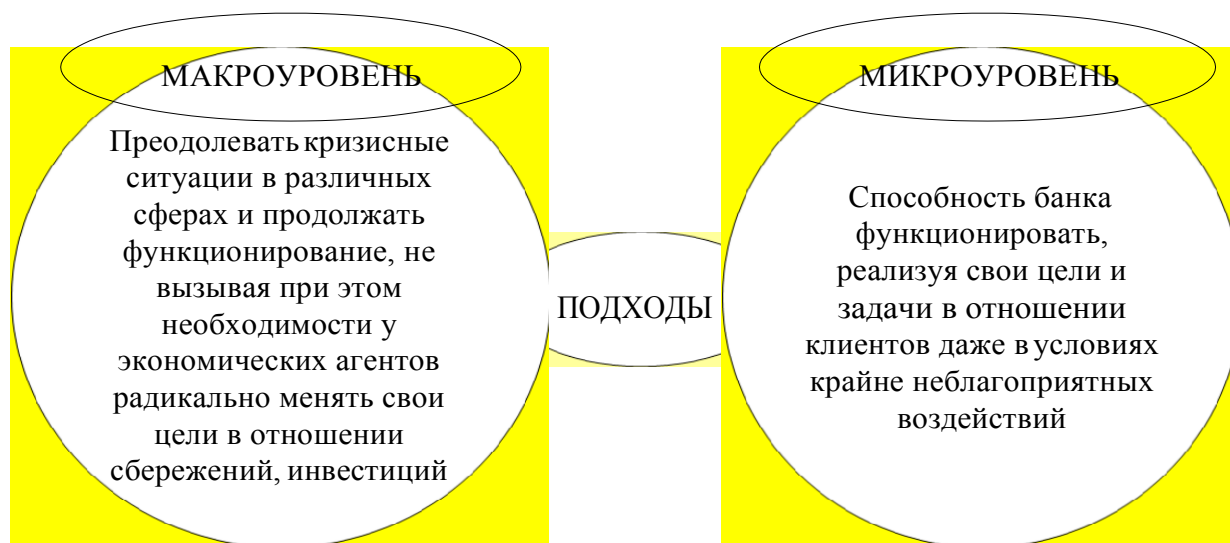 МАКРОУРОВЕНЬ
Преодолевать кризисные
ситуации в различных
сферах и продолжать
функционирование, не
вызывая при этом
необходимости у
экономических агентов
радикально менять свои
цели в отношении
сбережений, инвестиций
ПОДХОДЫ
МИКРОУРОВЕНЬ
Способность банка
функционировать,
реализуя свои цели и
задачи в отношении
клиентов даже в условиях
крайне неблагоприятных
воздействий